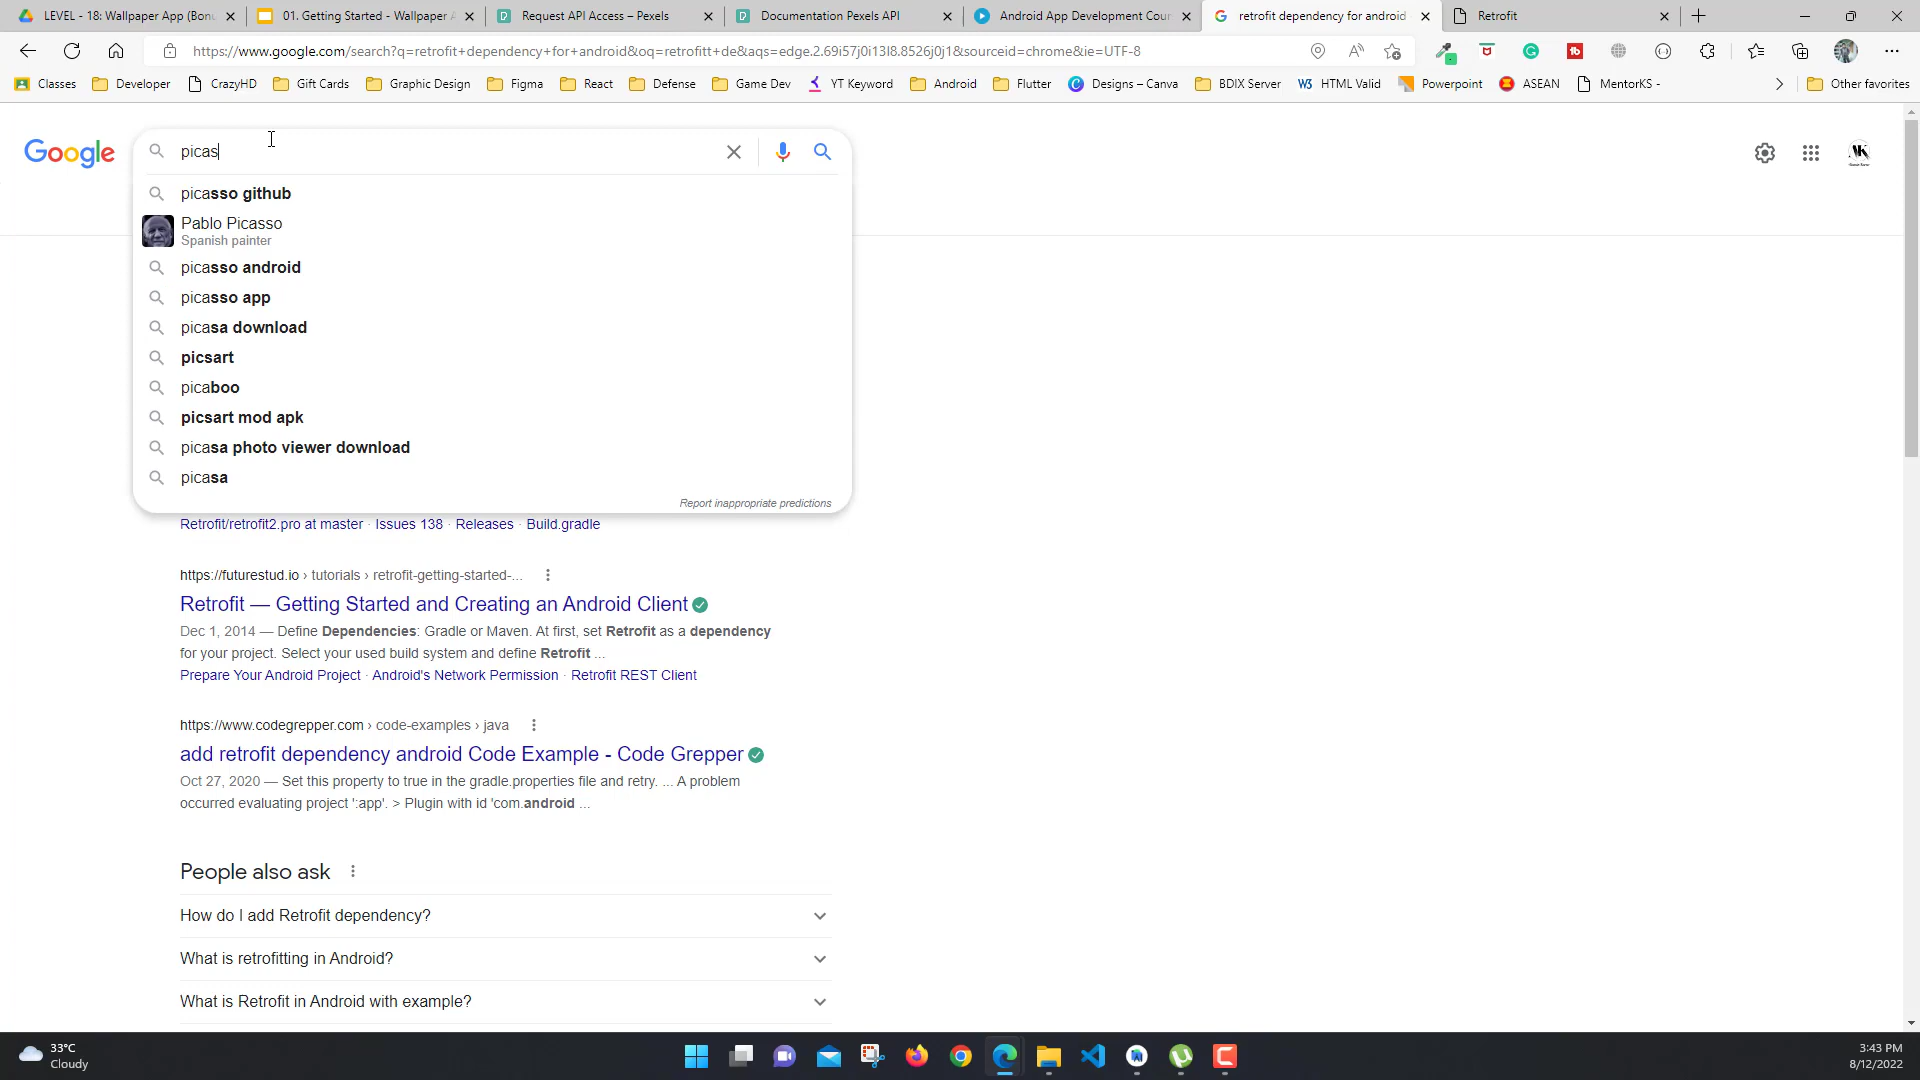 LEVEL - 18: Wallpaper App (Bonu
01. Getting Started - Wallpaper A
Request API Access – Pexels
Documentation Pexels API
Android App Development Cour
retrofit dependency for android
Retrofit
https://www.google.com/search?q=retrofit+dependency+for+android&oq=retrofitt+de&aqs=edge.2.69i57j0i13l8.8526j0j1&sourceid=chrome&ie=UTF-8
Classes Developer CrazyHD Gift Cards Graphic Design Figma React Defense Game Dev YT Keyword Android Flutter Designs – Canva BDIX Server HTML Valid Powerpoint ASEAN MentorKS - Other favorites
Google
picas
picasso github
Pablo Picasso
Spanish painter
picasso android
picasso app
picasa download
picsart
picaboo
picsart mod apk
picasa photo viewer download
picasa
Report inappropriate predictions
Retrofit/retrofit2.pro at master · Issues 138 · Releases · Build.gradle
https://futurestud.io › tutorials › retrofit-getting-started-...
Retrofit — Getting Started and Creating an Android Client
Dec 1, 2014 — Define Dependencies: Gradle or Maven. At first, set Retrofit as a dependency
for your project. Select your used build system and define Retrofit ...
Prepare Your Android Project · Android's Network Permission · Retrofit REST Client
https://www.codegrepper.com › code-examples › java
add retrofit dependency android Code Example - Code Grepper
Oct 27, 2020 — Set this property to true in the gradle.properties file and retry. ... A problem
occurred evaluating project ':app'. > Plugin with id 'com.android ...
People also ask
How do I add Retrofit dependency?
What is retrofitting in Android?
What is Retrofit in Android with example?
33°C
Cloudy
3:43 PM
8/12/2022